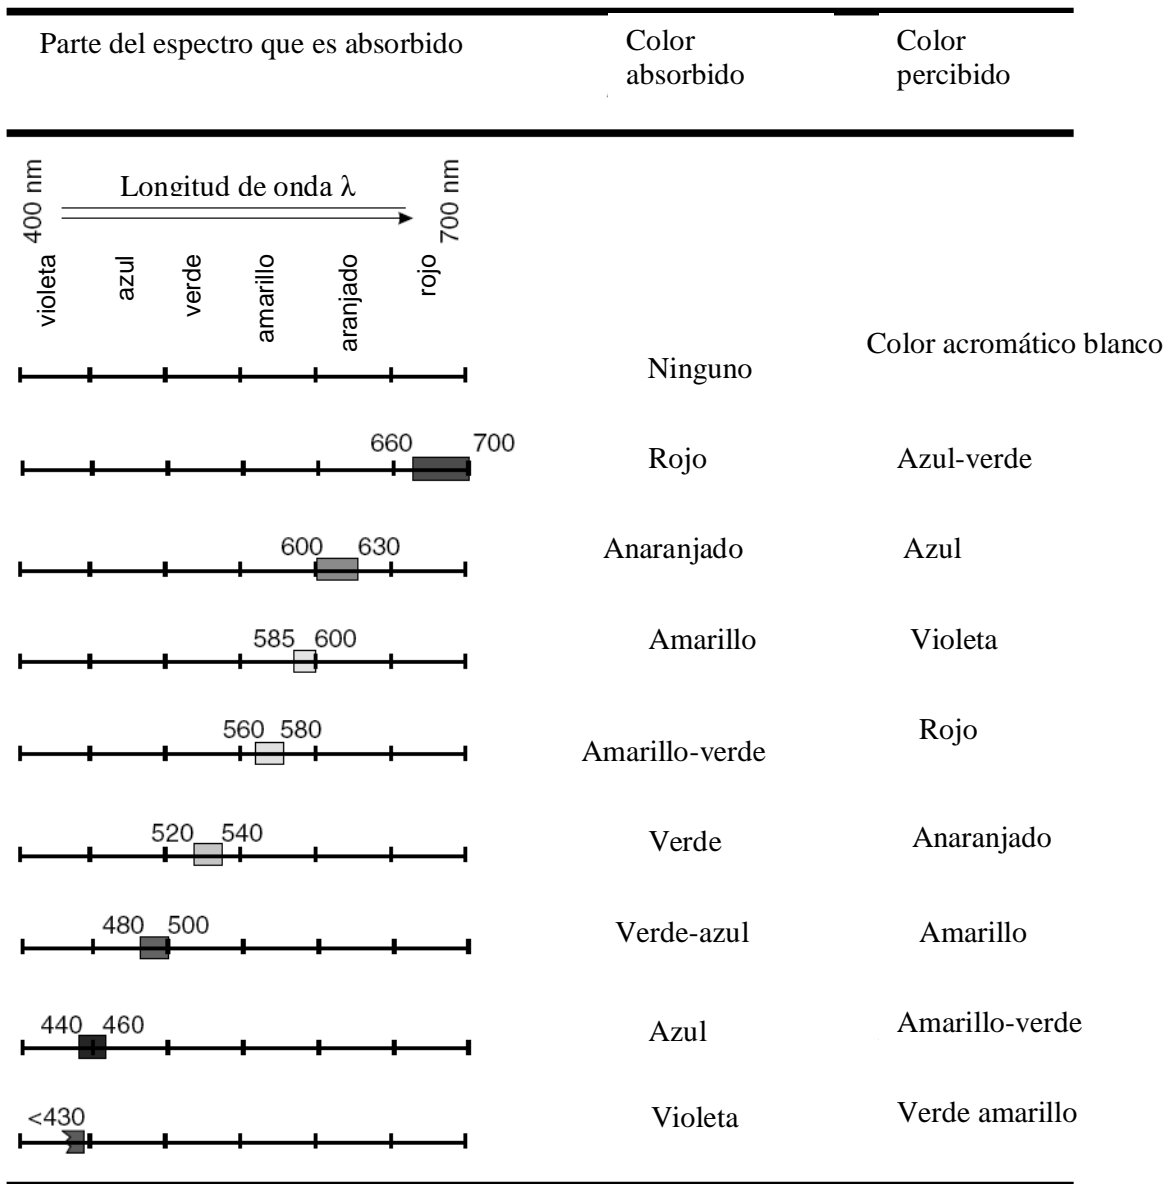 Parte del espectro que es absorbido
Color
absorbido
Color
percibido
400 nm
Longitud de onda λ
700 nm
violeta
azul
verde
amarillo
aranjado
rojo
Ninguno
Color acromático blanco
660 700
Rojo
Azul-verde
600 630
Anaranjado
Azul
585 600
Amarillo
Violeta
560 580
Amarillo-verde
Rojo
520 540
Verde
Anaranjado
480 500
Verde-azul
Amarillo
440 460
Azul
Amarillo-verde
<430
Violeta
Verde amarillo